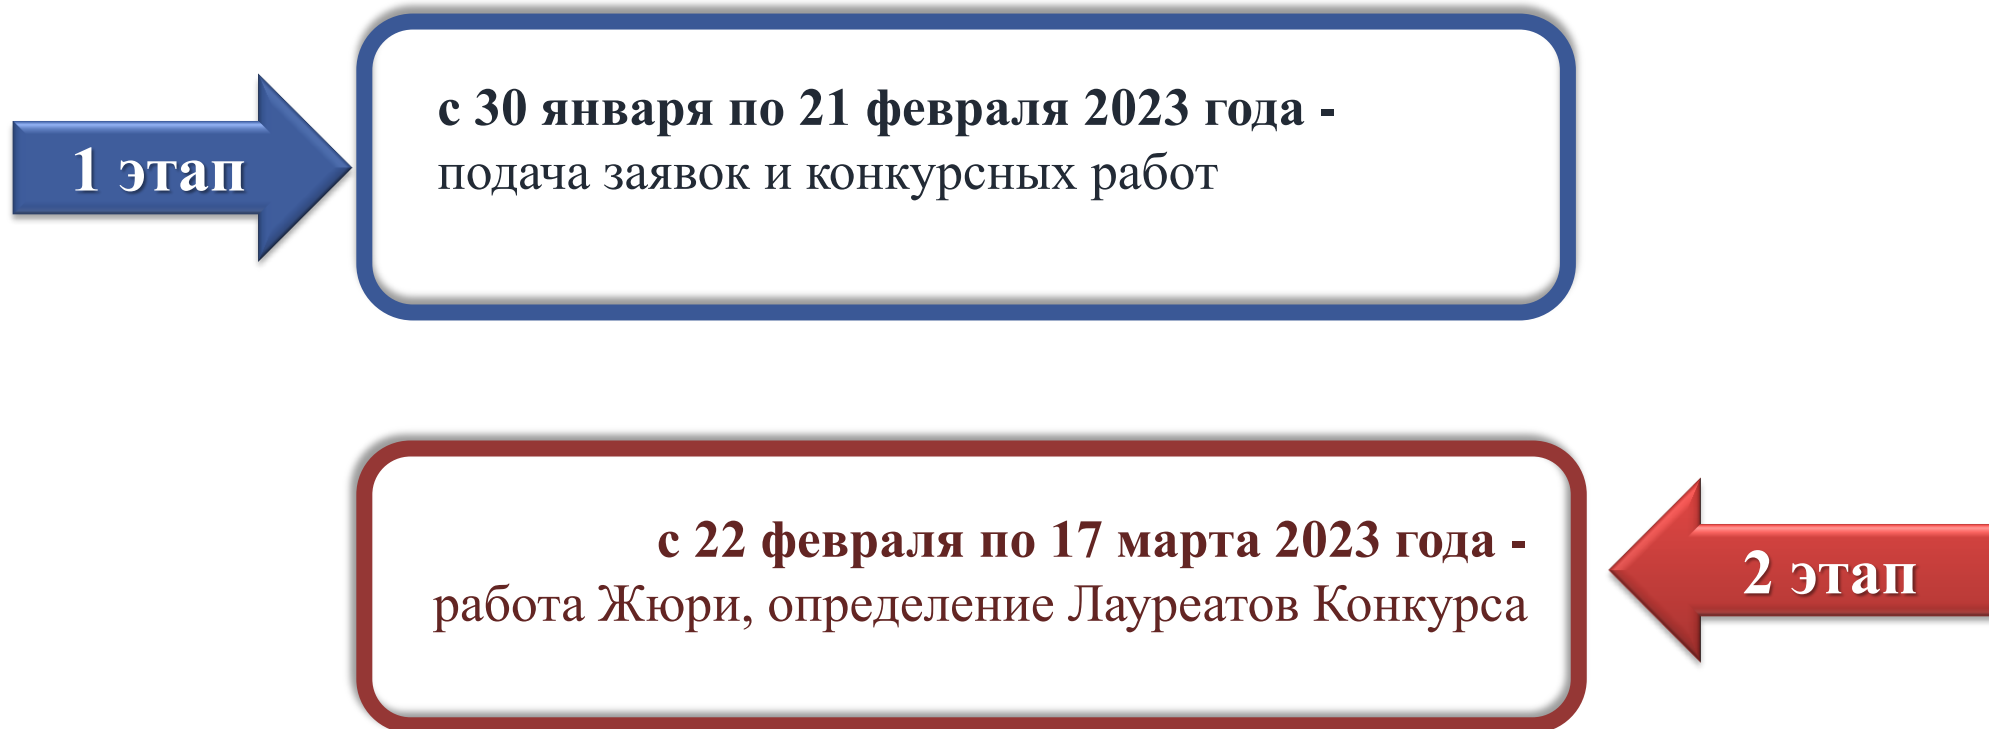 1 этап
с 30 января по 21 февраля 2023 года -
подача заявок и конкурсных работ
с 22 февраля по 17 марта 2023 года -
работа Жюри, определение Лауреатов Конкурса
2 этап